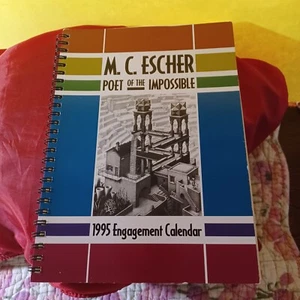 M. C. ESCHER
POET OF THE IMPOSSIBLE
1995 Engagement Calendar